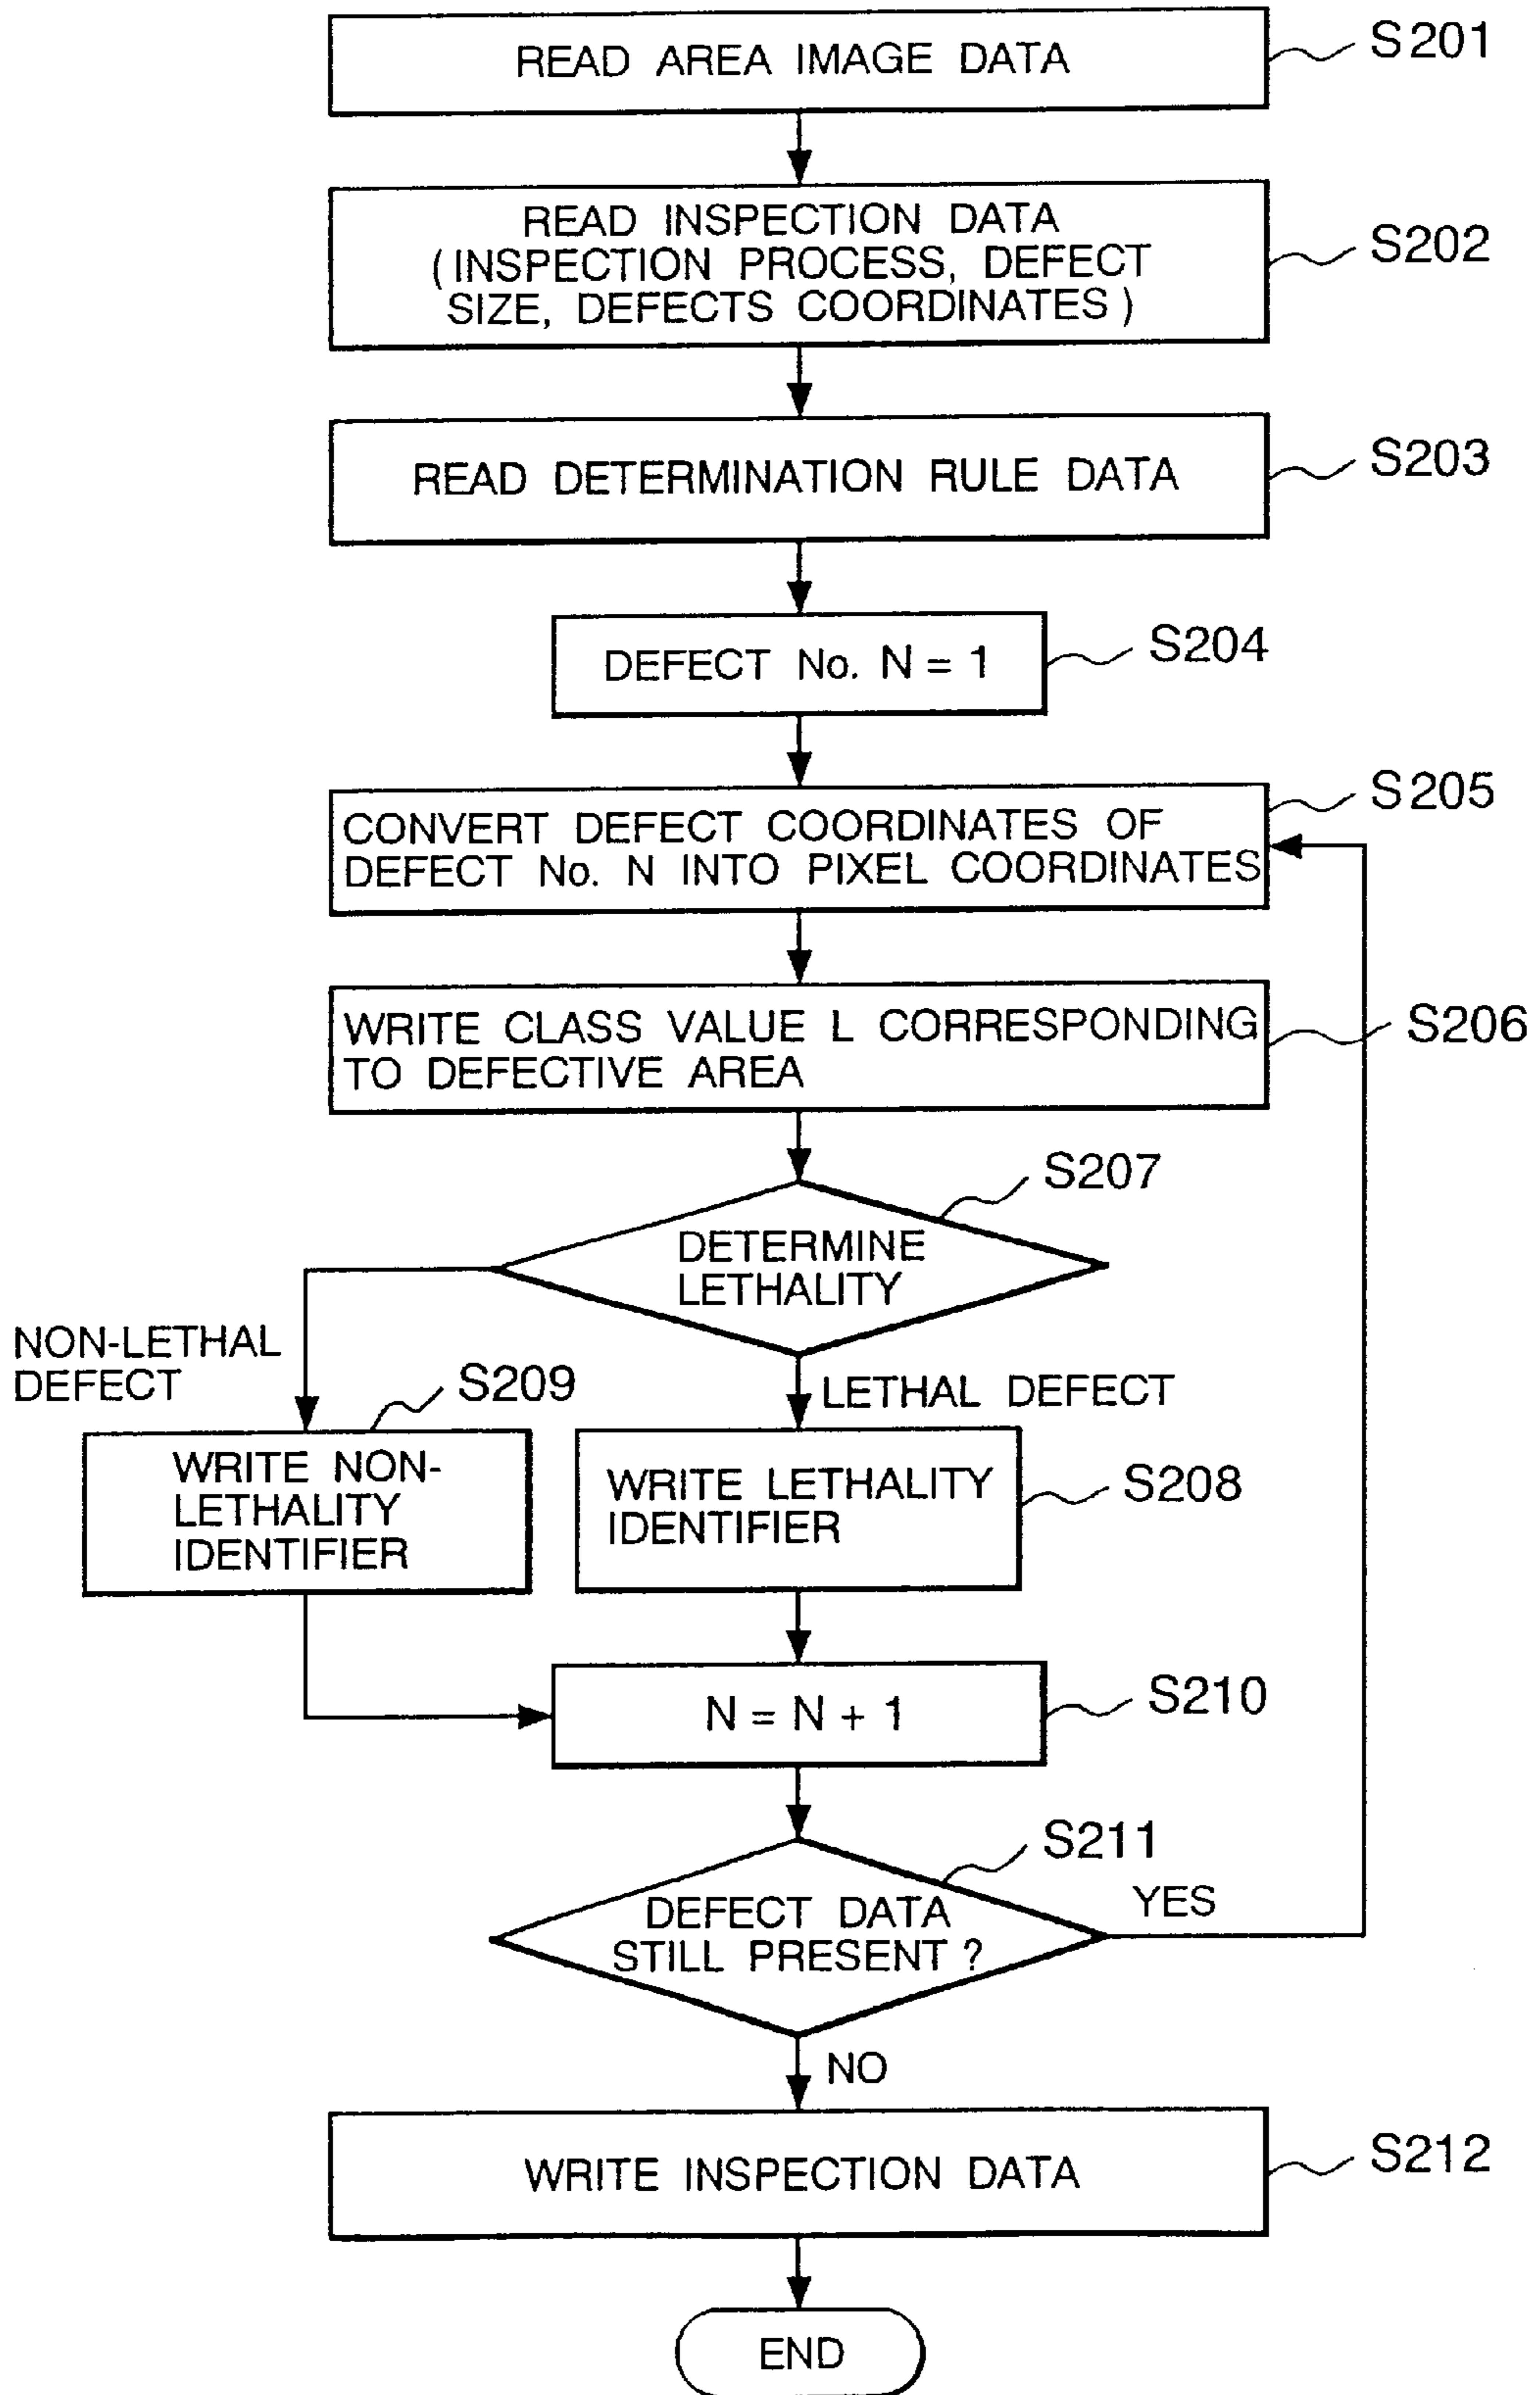 READ AREA IMAGE DATA
S201
READ INSPECTION DATA
(INSPECTION PROCESS, DEFECT
SIZE, DEFECTS COORDINATES)
S202
READ DETERMINATION RULE DATA
S203
DEFECT No. N = 1
S204
CONVERT DEFECT COORDINATES OF
DEFECT No. N INTO PIXEL COORDINATES
S205
WRITE CLASS VALUE L CORRESPONDING
TO DEFECTIVE AREA
S206
DETERMINE
LETHALITY
S207
NON-LETHAL
DEFECT
LETHAL DEFECT
WRITE NON-
LETHALITY
IDENTIFIER
S209
WRITE LETHALITY
IDENTIFIER
S208
N = N + 1
S210
DEFECT DATA
STILL PRESENT ?
S211
YES
NO
WRITE INSPECTION DATA
S212
END